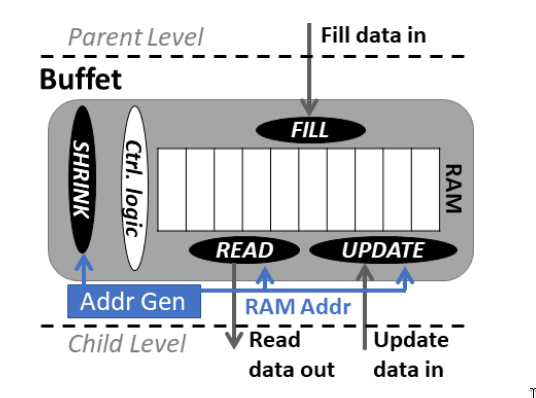 Parent Level
Fill data in
Buffet
FILL
SHRINK
Ctrl. logic
RAM
READ
UPDATE
Addr Gen
RAM Addr
Child Level
Read
data out
Update
data in